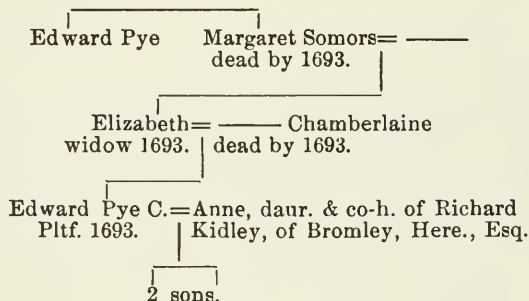 Edward Pye Margaret Somors= ——
dead by 1693.
Elizabeth= —— Chamberlaine
widow 1693. dead by 1693.
Edward Pye C.=Anne, daur. & co-h. of Richard
Pltf. 1693. Kidley, of Bromley, Here., Esq.
2 sons.